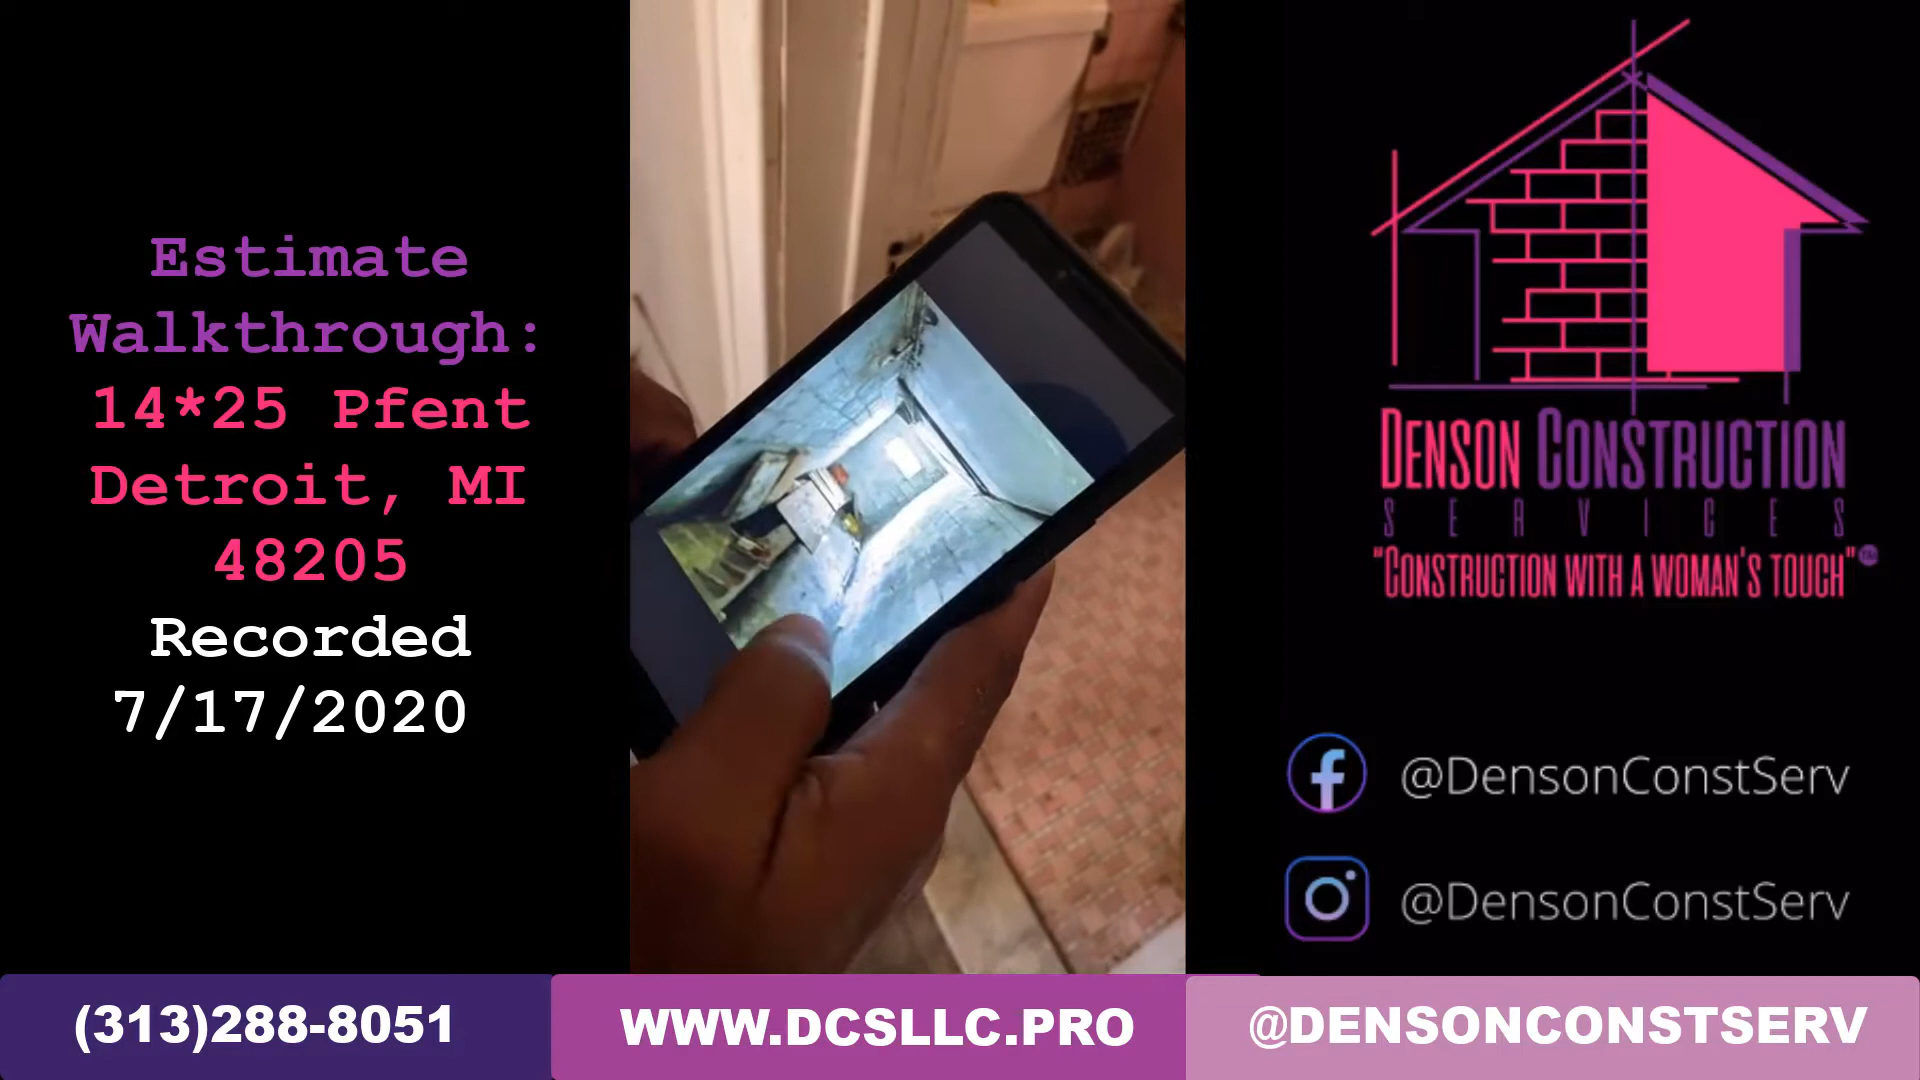 Estimate
Walkthrough:
14*25 Pfent
Detroit, MI
48205
Recorded
7/17/2020
DENSON CONSTRUCTION
SERVICES
"CONSTRUCTION WITH A WOMAN'S TOUCH"
@DensonConstServ
@DensonConstServ
(313)288-8051
WWW.DCSLLC.PRO
@DENSONCONSTSERV